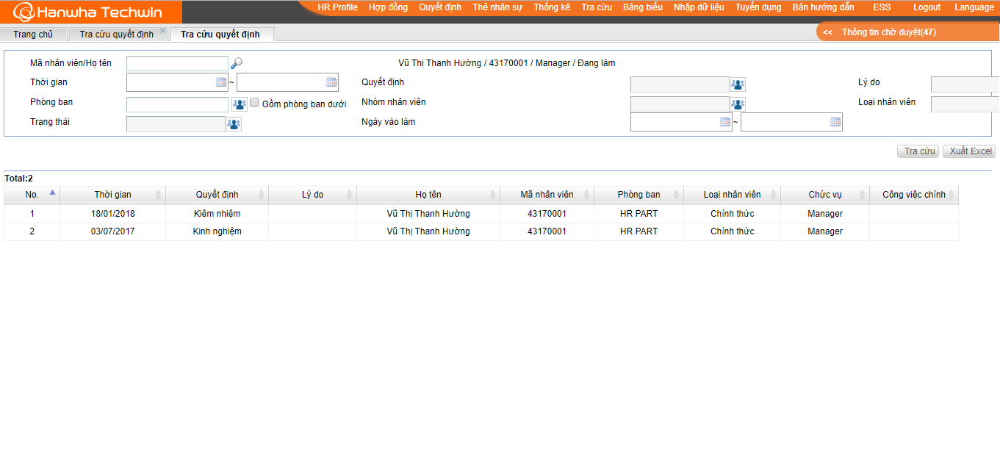 Hanwha Techwin
HR Profile Hợp đồng Quyết định Thẻ nhân sự Thống kê Tra cứu Bảng biểu Nhập dữ liệu Tuyển dụng Bản hướng dẫn ESS Logout Language
Trang chủ Tra cứu quyết định Tra cứu quyết định << Thông tin chờ duyệt(47)
Mã nhân viên/Họ tên Vũ Thị Thanh Hường / 43170001 / Manager / Đang làm
Thời gian ~ Quyết định Lý do
Phòng ban Gồm phòng ban dưới Nhóm nhân viên Loại nhân viên
Trạng thái Ngày vào làm ~
Tra cứu Xuất Excel
Total:2
No. Thời gian Quyết định Lý do Họ tên Mã nhân viên Phòng ban Loại nhân viên Chức vụ Công việc chính
1 18/01/2018 Kiêm nhiệm Vũ Thị Thanh Hường 43170001 HR PART Chính thức Manager
2 03/07/2017 Kinh nghiệm Vũ Thị Thanh Hường 43170001 HR PART Chính thức Manager